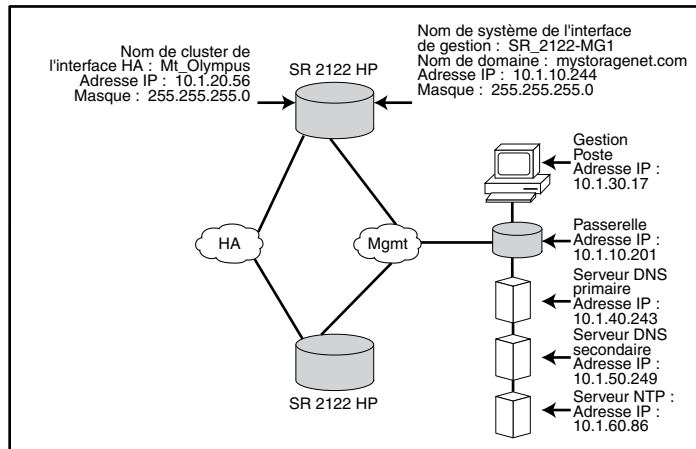 Nom de cluster de
l'interface HA : Mt_Olympus
Adresse IP : 10.1.20.56
Masque : 255.255.255.0
SR 2122 HP
Nom de système de l'interface
de gestion : SR_2122-MG1
Nom de domaine : mystoragenet.com
Adresse IP : 10.1.10.244
Masque : 255.255.255.0
Gestion
Poste
Adresse IP :
10.1.30.17
HA
Mgmt
Passerelle
Adresse IP :
10.1.10.201
Serveur DNS
primaire
Adresse IP :
10.1.40.243
Serveur DNS
secondaire
Adresse IP :
10.1.50.249
Serveur NTP :
Adresse IP :
10.1.60.86
SR 2122 HP